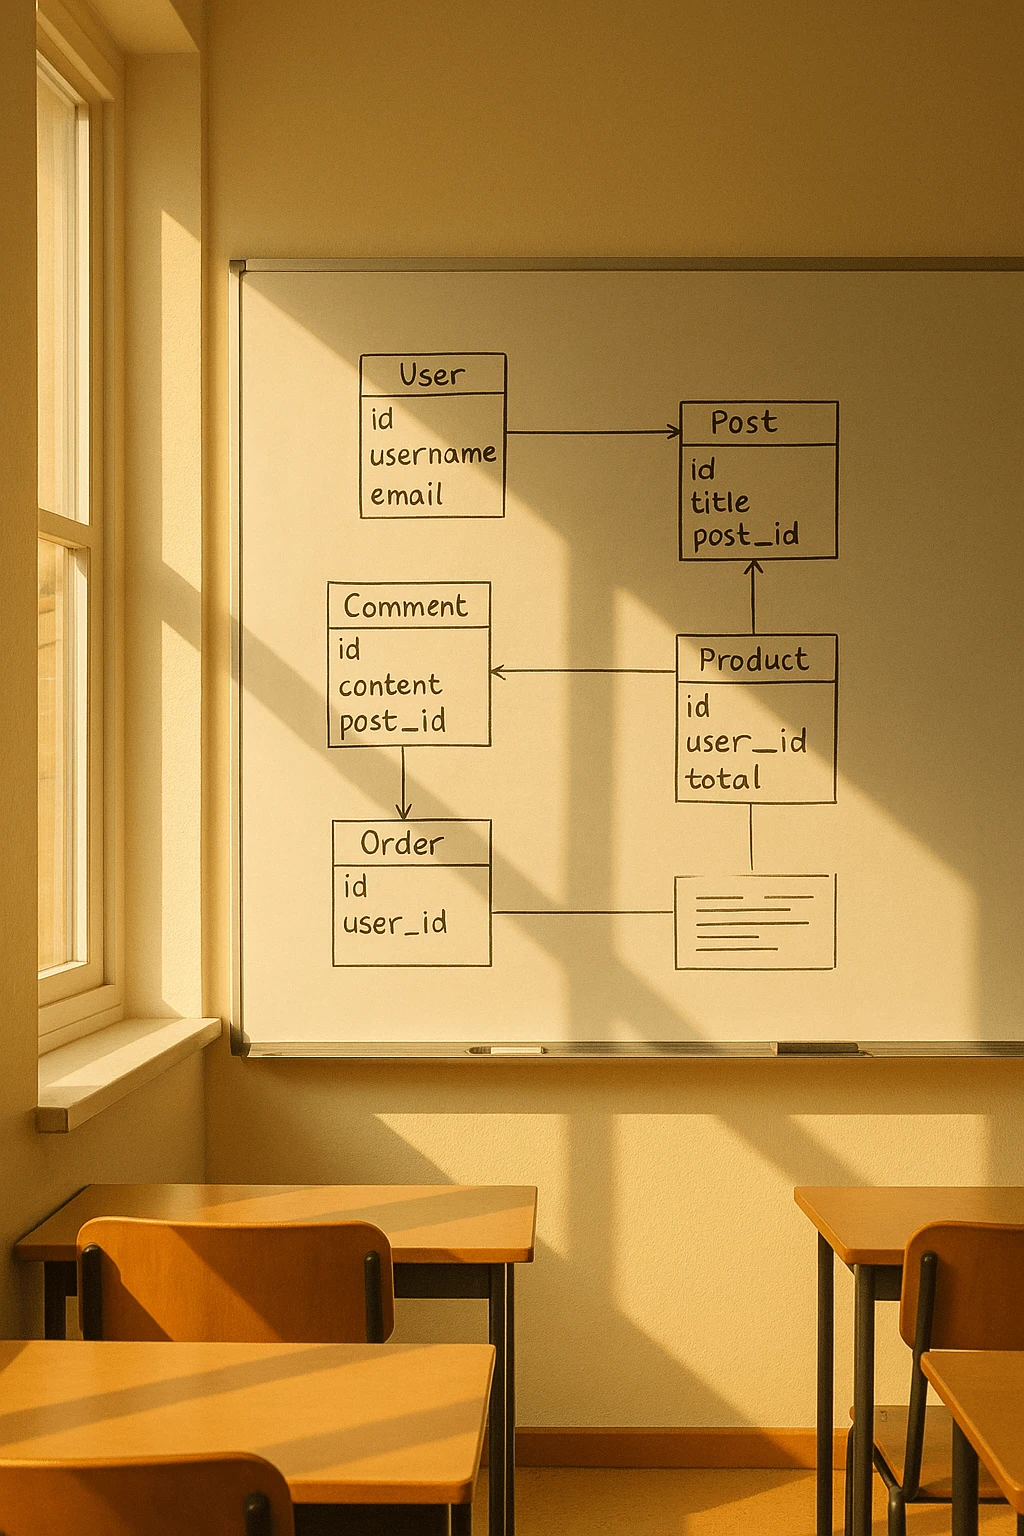 User
id
username
email
Post
id
title
post_id
Comment
id
content
post_id
Product
id
user_id
total
Order
id
user_id